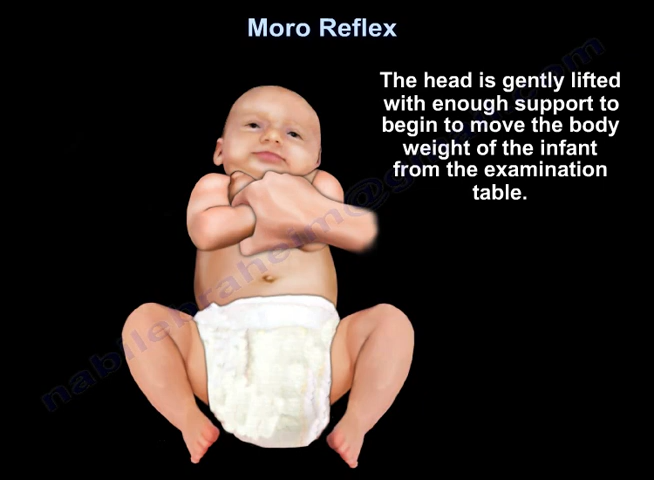 Moro Reflex
The head is gently lifted
with enough support to
begin to move the body
weight of the infant
from the examination
table.